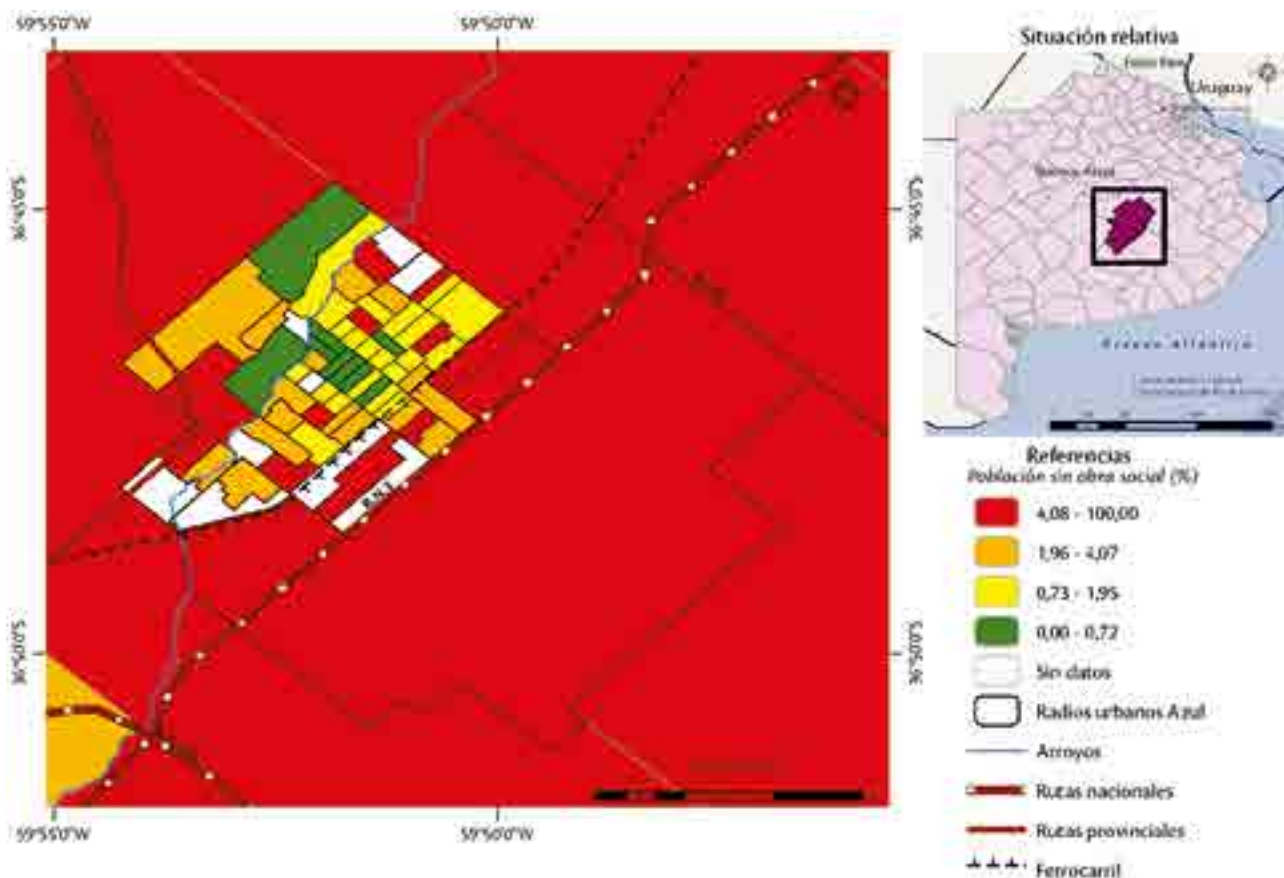 59°55'0"W
59°50'0"W
36°45'0"S
36°45'0"S
36°50'0"S
36°50'0"S
R.N.3
59°55'0"W
59°50'0"W
Situación relativa
Uruguay
Buenos Aires
Océano Atlántico
Referencias
Población sin obra social (%)
4,08 - 100,00
1,96 - 4,07
0,73 - 1,95
0,00 - 0,72
Sin datos
Radios urbanos Azul
Arroyos
Rutas nacionales
Rutas provinciales
Ferrocarril